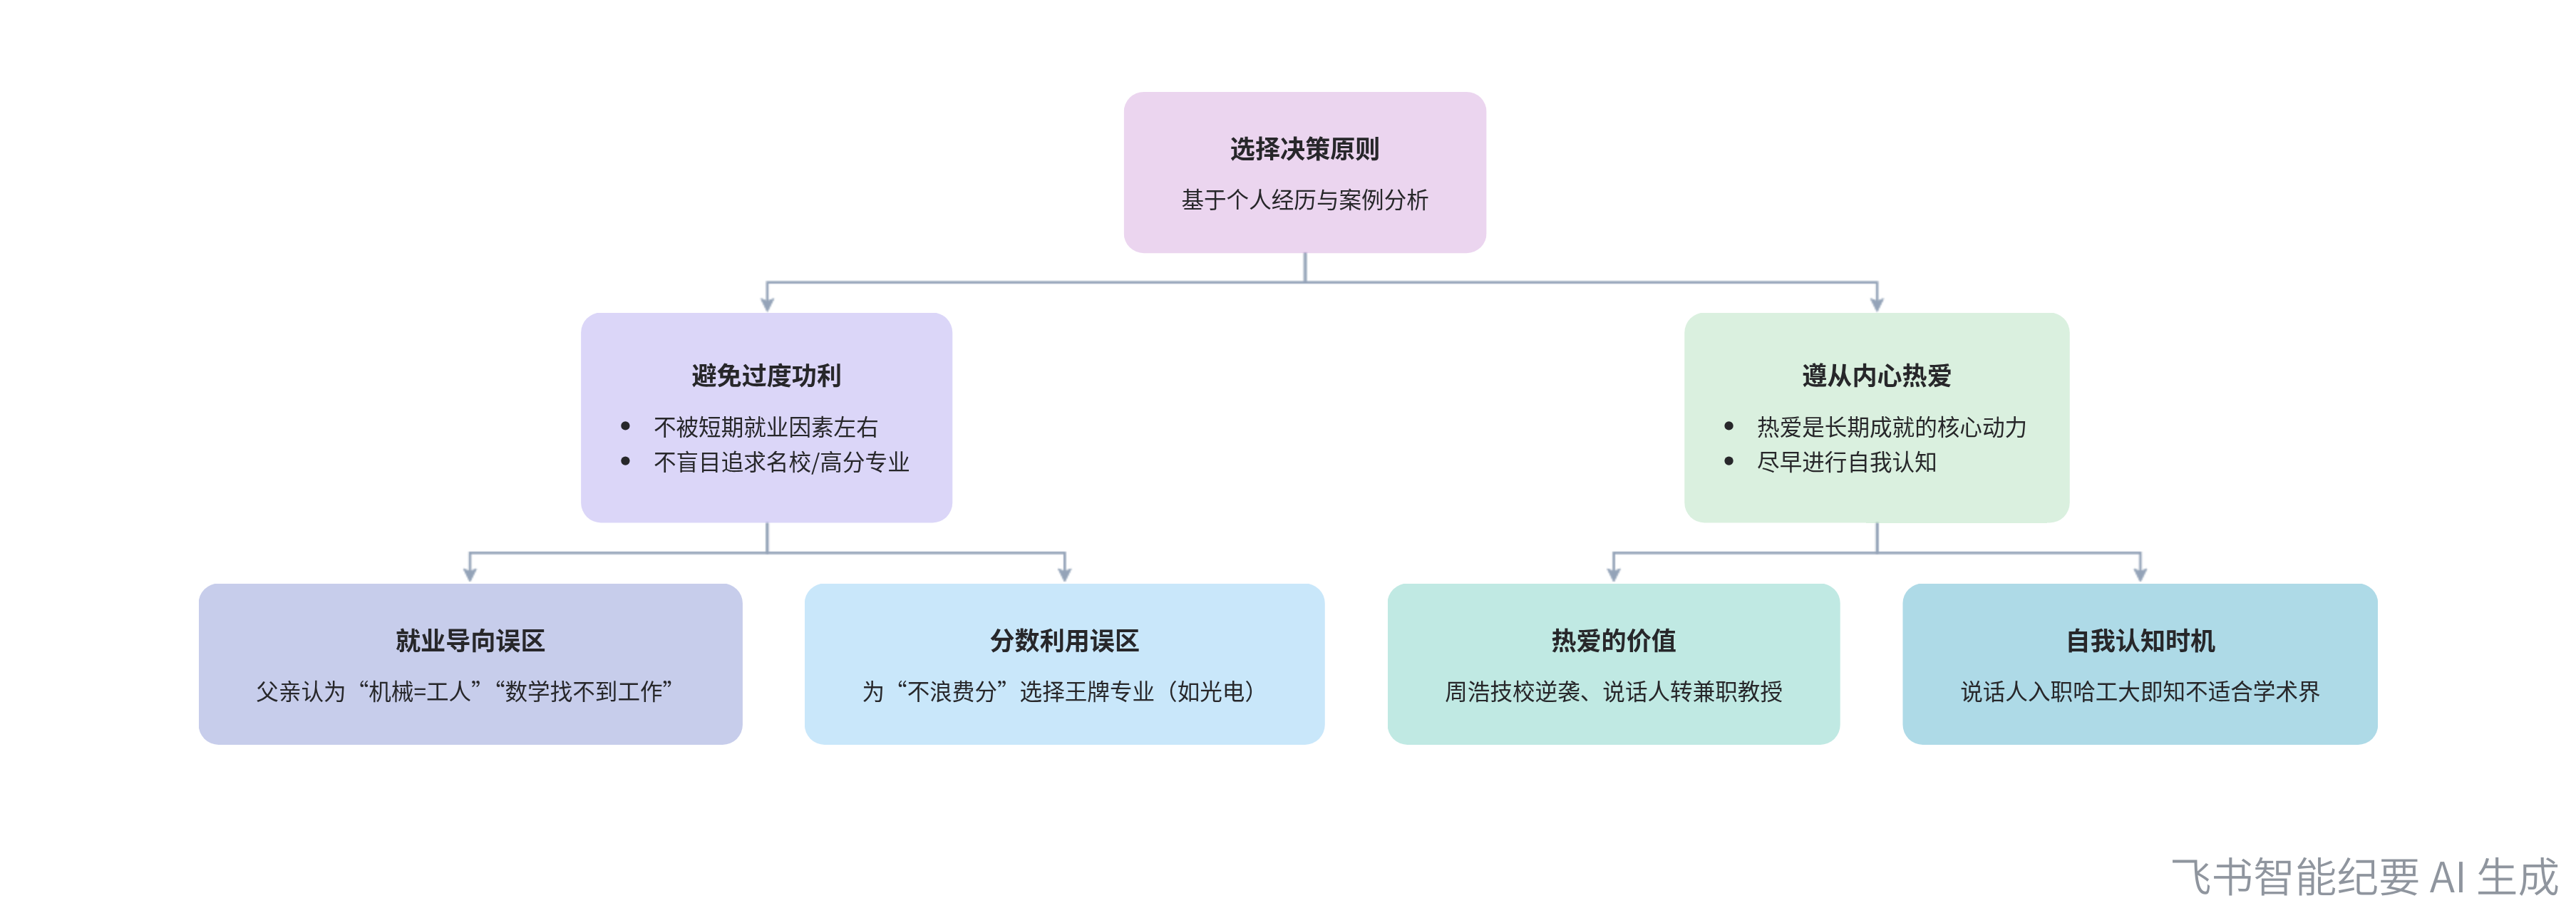 选择决策原则
基于个人经历与案例分析
避免过度功利
• 不被短期就业因素左右
• 不盲目追求名校/高分专业
遵从内心热爱
• 热爱是长期成就的核心动力
• 尽早进行自我认知
就业导向误区
父亲认为“机械=工人”“数学找不到工作”
分数利用误区
为“不浪费分”选择王牌专业（如光电）
热爱的价值
周浩技校逆袭、说话人转兼职教授
自我认知时机
说话人入职哈工大即知不适合学术界
飞书智能纪要 AI 生成